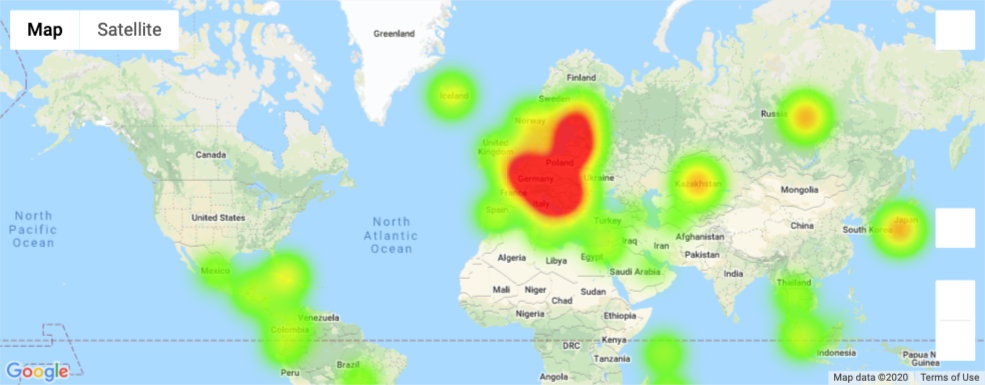 Map
Satellite
Greenland
Finland
Iceland
Sweden
Norway
Russia
United
Kingdom
Poland
Canada
Germany
Ukraine
Kazakhstan
Mongolia
France
North
Pacific
Ocean
United States
North
Atlantic
Ocean
Spain
Italy
Turkey
China
South Korea
Japan
Algeria
Libya
Egypt
Iraq
Iran
Afghanistan
Pakistan
Mexico
Saudi Arabia
India
Thailand
Mali
Niger
Chad
Sudan
Venezuela
Nigeria
Ethiopia
Colombia
DRC
Kenya
Tanzania
Indonesia
Papua N
Guinea
Peru
Brazil
Angola
Google
Map data ©2020
Terms of Use